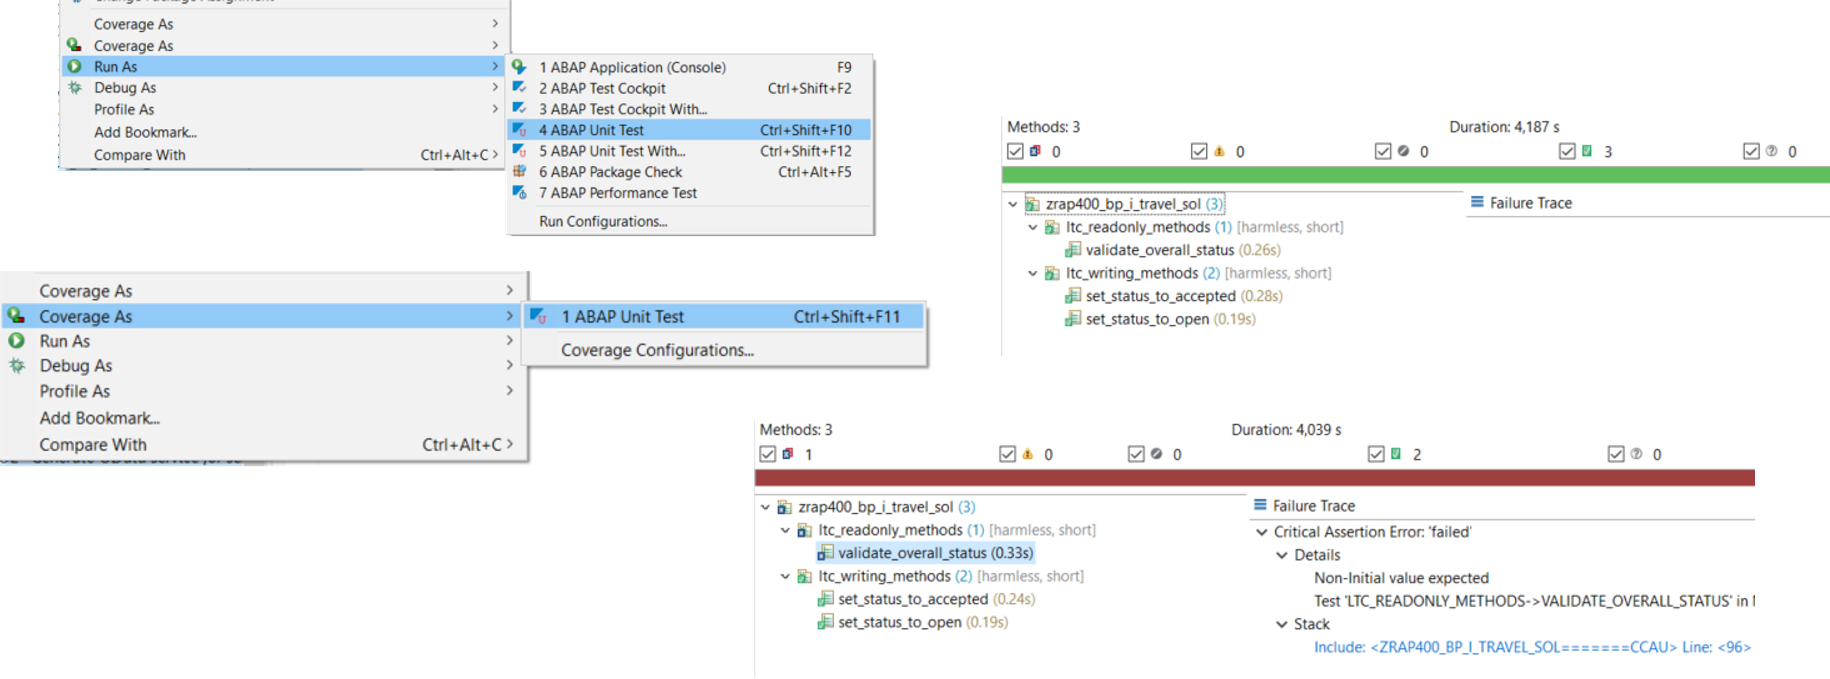 Change Package Assignment
Coverage As
Coverage As
Run As
Debug As
Profile As
Add Bookmark...
Compare With Ctrl+Alt+C
1 ABAP Application (Console) F9
2 ABAP Test Cockpit Ctrl+Shift+F2
3 ABAP Test Cockpit With...
4 ABAP Unit Test Ctrl+Shift+F10
5 ABAP Unit Test With... Ctrl+Shift+F12
6 ABAP Package Check Ctrl+Alt+F5
7 ABAP Performance Test
Run Configurations...
Methods: 3 Duration: 4,187 s
0 0 0 3 0
zrap400_bp_i_travel_sol (3)
ltc_readonly_methods (1) [harmless, short]
validate_overall_status (0.26s)
ltc_writing_methods (2) [harmless, short]
set_status_to_accepted (0.28s)
set_status_to_open (0.19s)
Failure Trace
Coverage As
Coverage As
Run As
Debug As
Profile As
Add Bookmark...
Compare With Ctrl+Alt+C
1 ABAP Unit Test Ctrl+Shift+F11
Coverage Configurations...
Methods: 3 Duration: 4,039 s
1 0 0 2 0
zrap400_bp_i_travel_sol (3)
ltc_readonly_methods (1) [harmless, short]
validate_overall_status (0.33s)
ltc_writing_methods (2) [harmless, short]
set_status_to_accepted (0.24s)
set_status_to_open (0.19s)
Failure Trace
Critical Assertion Error: 'failed'
Details
Non-Initial value expected
Test 'LTC_READONLY_METHODS->VALIDATE_OVERALL_STATUS' in
Stack
Include: <ZRAP400_BP_I_TRAVEL_SOL=======CCAU> Line: <96>